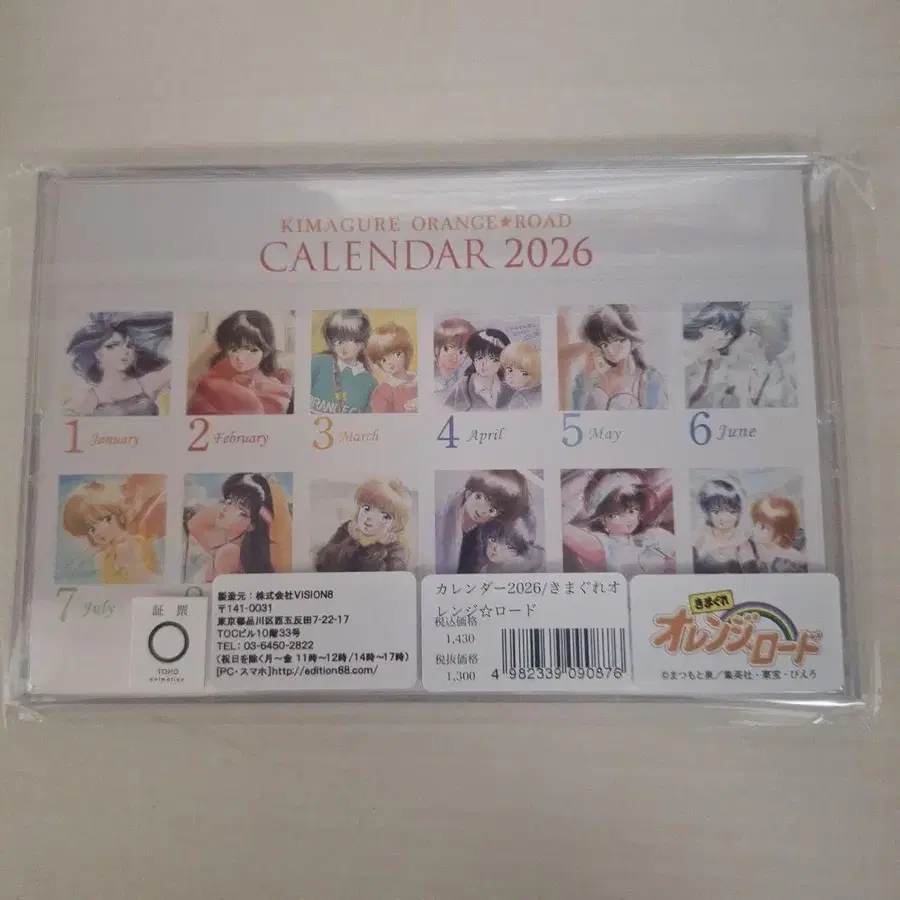 KIMAGURE ORANGE★ROAD
CALENDAR 2026
1 January
2 February
3 March
4 April
5 May
6 June
7 July
証票
TOHO
animation
製造元：株式会社VISION8
〒141-0031
東京都品川区西五反田7-22-17
TOCビル10階33号
TEL: 03-6450-2822
(祝日を除く月～金 11時～12時/14時～17時)
[PC・スマホ]http://edition88.com/
カレンダー2026/きまぐれオ
レンジ☆ロード
税込価格
1,430
税抜価格
1,300
4 982339 090876
きまぐれ
オレンジ☆ロード
©まつもと泉／集英社・東宝・ぴえろ